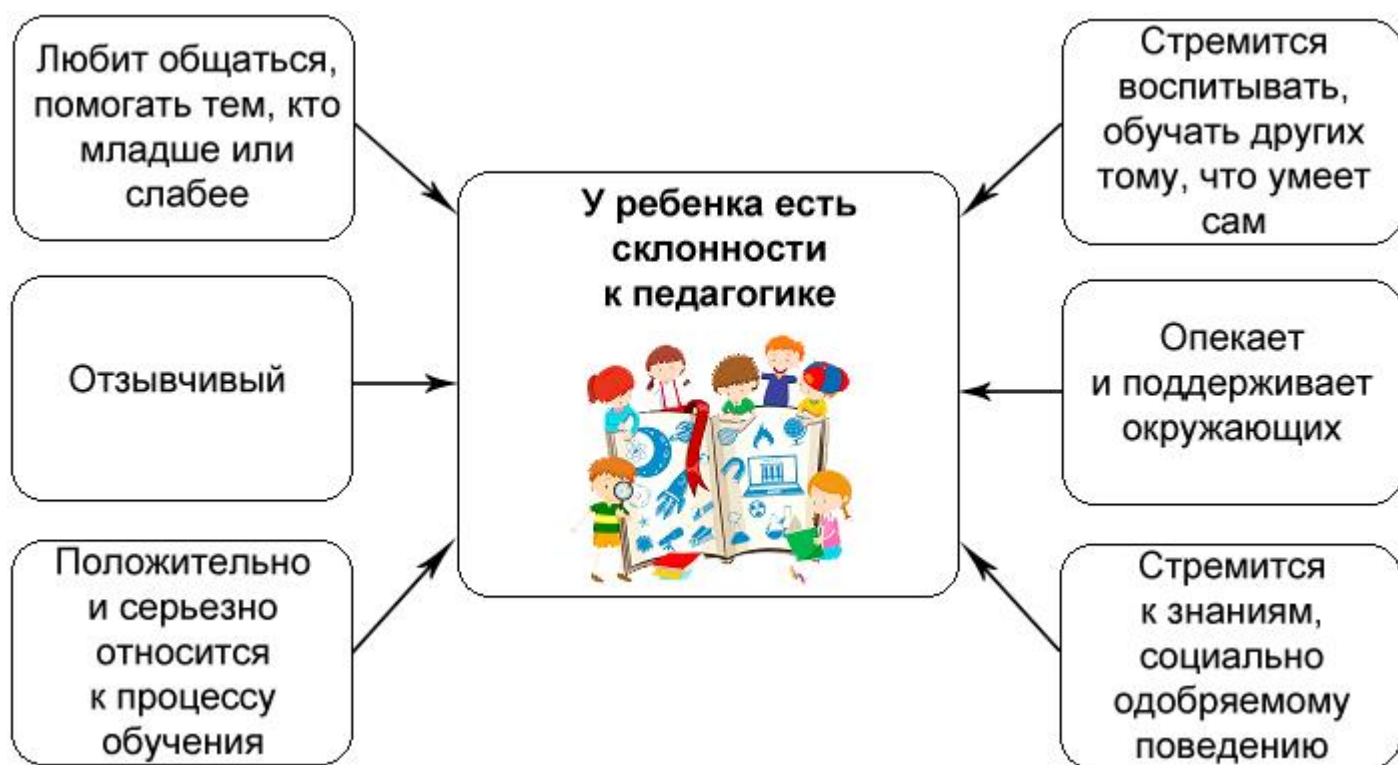 Любит общаться,
помогать тем, кто
младше или
слабее
Отзывчивый
Положительно
и серьезно
относится
к процессу
обучения
У ребенка есть
склонности
к педагогике
Стремится
воспитывать,
обучать других
тому, что умеет
сам
Опекает
и поддерживает
окружающих
Стремится
к знаниям,
социально
одобряемому
поведению